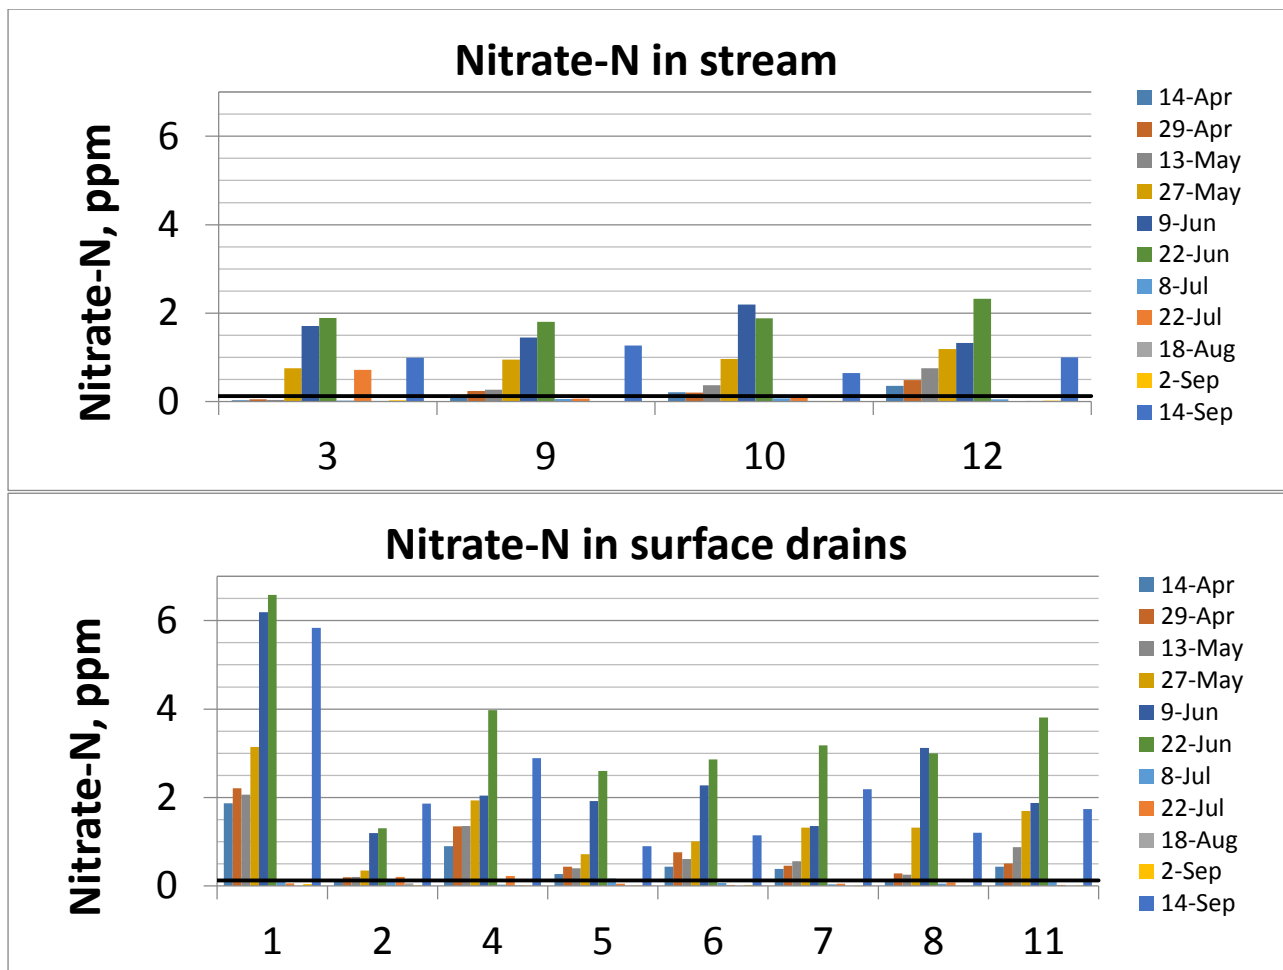 Nitrate-N in stream
Nitrate-N, ppm
6
4
2
0
3 9 10 12
14-Apr
29-Apr
13-May
27-May
9-Jun
22-Jun
8-Jul
22-Jul
18-Aug
2-Sep
14-Sep
Nitrate-N in surface drains
Nitrate-N, ppm
6
4
2
0
1 2 4 5 6 7 8 11
14-Apr
29-Apr
13-May
27-May
9-Jun
22-Jun
8-Jul
22-Jul
18-Aug
2-Sep
14-Sep